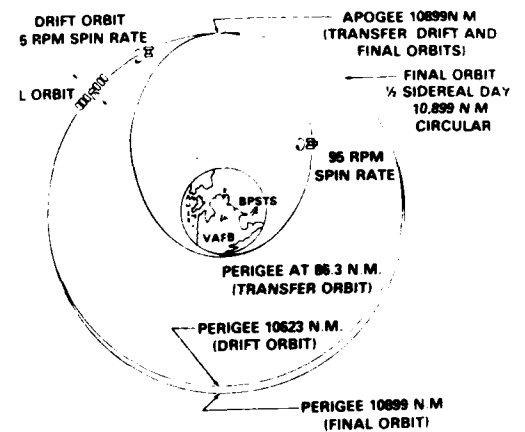 DRIFT ORBIT
5 RPM SPIN RATE
APOGEE 10899N M
(TRANSFER DRIFT AND
FINAL ORBITS)
L ORBIT
FINAL ORBIT
½ SIDEREAL DAY
10,899 N M
CIRCULAR
95 RPM
SPIN RATE
BPSTS
VAFB
PERIGEE AT 86.3 N.M.
(TRANSFER ORBIT)
PERIGEE 10623 N.M.
(DRIFT ORBIT)
PERIGEE 10899 N.M
(FINAL ORBIT)